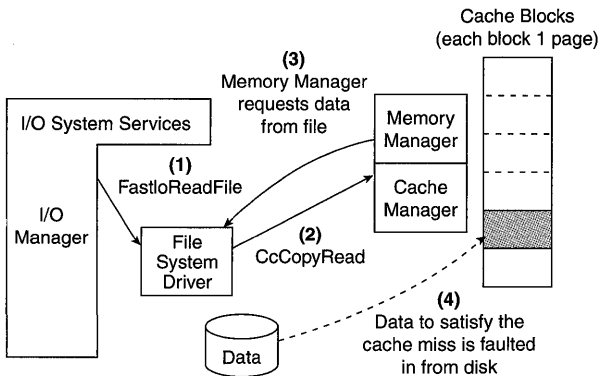 Cache Blocks
(each block 1 page)
(3)
Memory Manager
requests data
from file
I/O System Services
Memory
Manager
(1)
FastIoReadFile
I/O
Manager
Cache
Manager
File
System
Driver
(2)
CcCopyRead
(4)
Data to satisfy the
cache miss is faulted
in from disk
Data